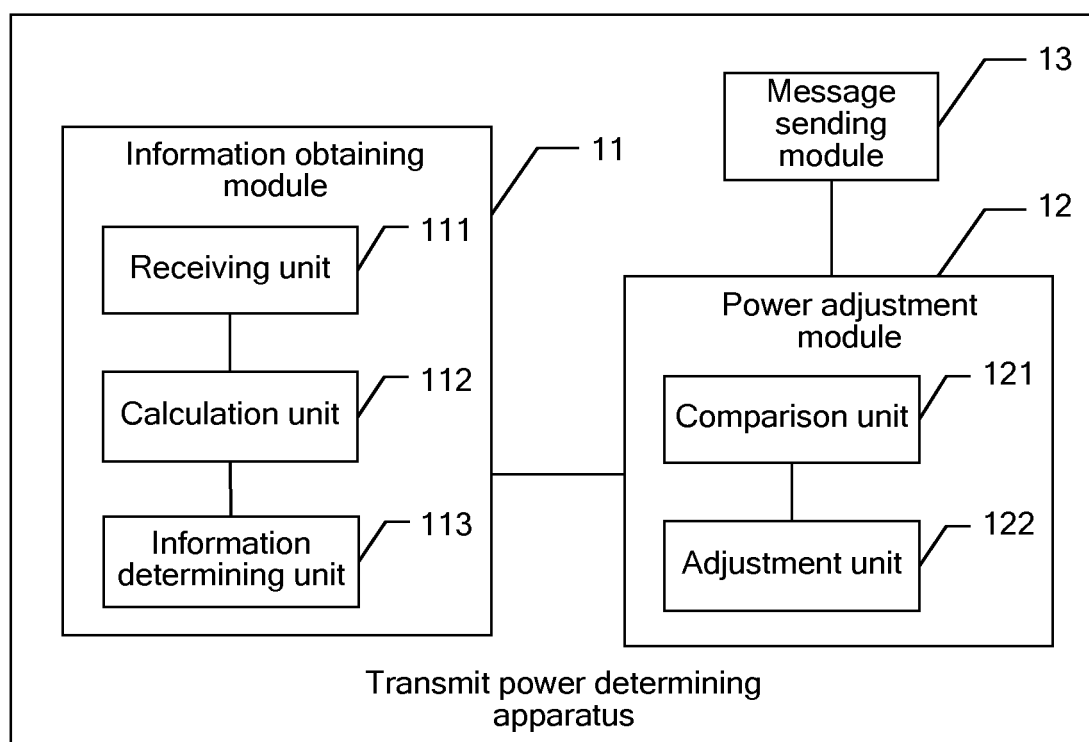 Information obtaining
module
11
Receiving unit
111
Calculation unit
112
Information
determining unit
113
Message
sending
module
13
12
Power adjustment
module
Comparison unit
121
Adjustment unit
122
Transmit power determining
apparatus